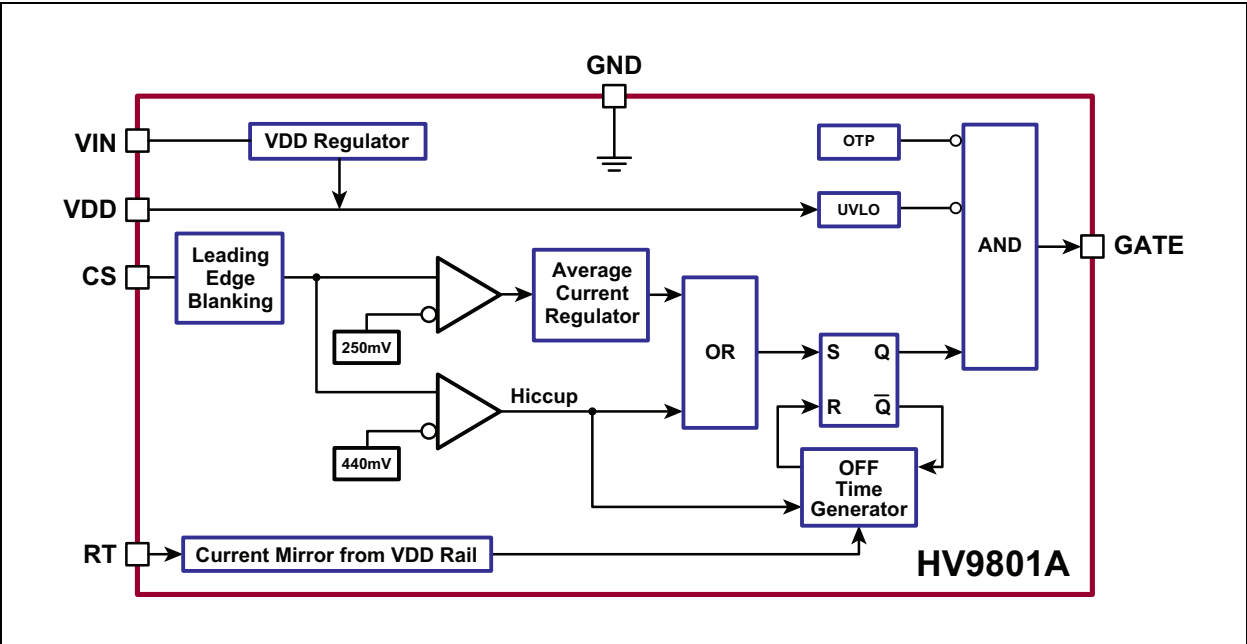 GND
VIN
VDD Regulator
OTP
VDD
UVLO
AND
GATE
CS
Leading
Edge
Blanking
Average
Current
Regulator
250mV
OR
S Q
Hiccup
R Q̅
440mV
OFF
Time
Generator
RT
Current Mirror from VDD Rail
HV9801A